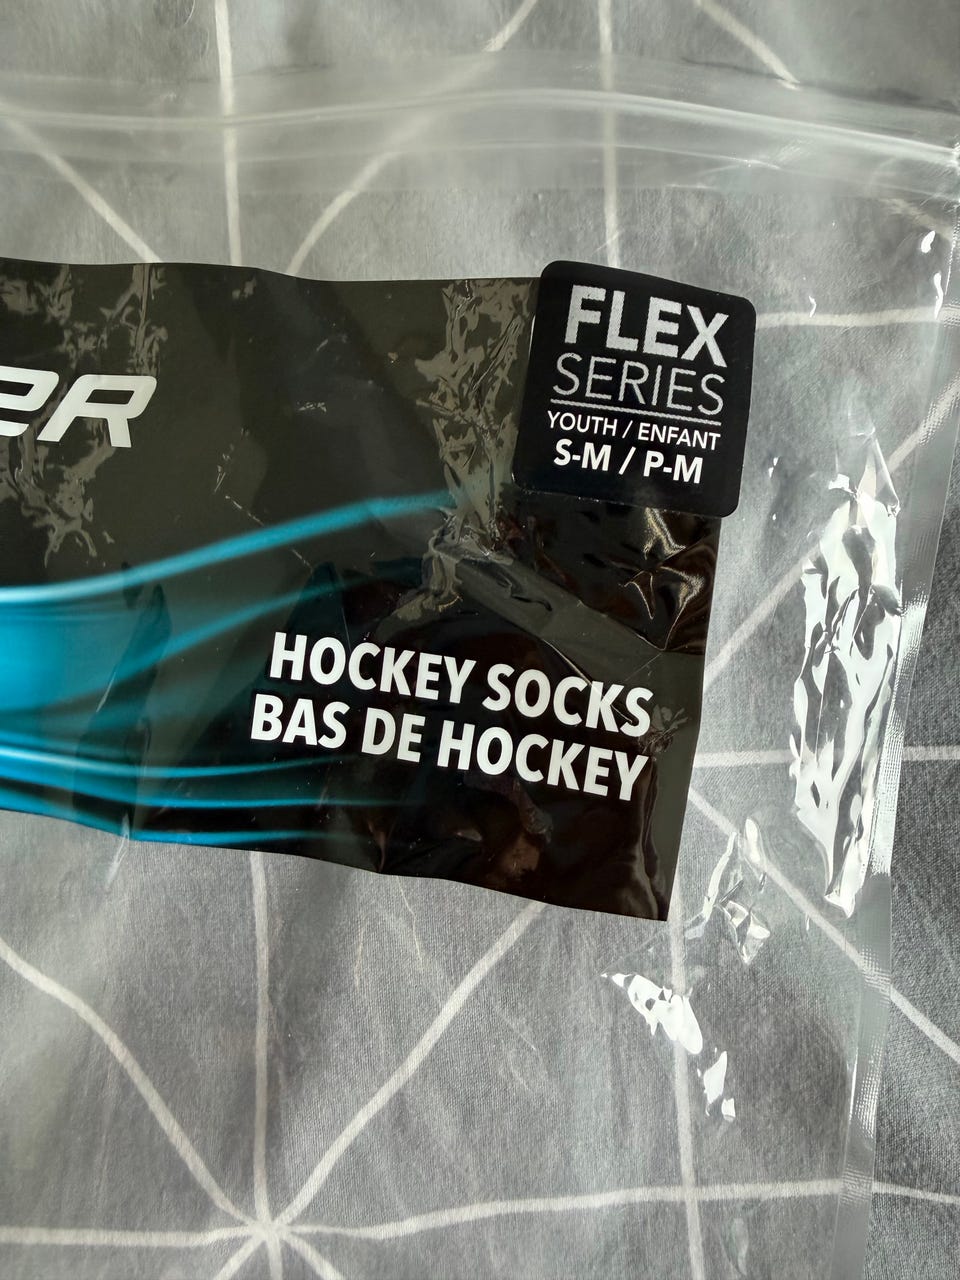 FLEX
SERIES
YOUTH / ENFANT
S-M / P-M
HOCKEY SOCKS
BAS DE HOCKEY